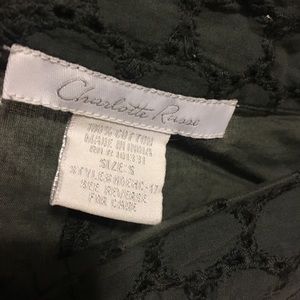 Charlotte Russe
100% COTTON
MADE IN INDIA
SIZE:S
SEE REVERSE
FOR CARE